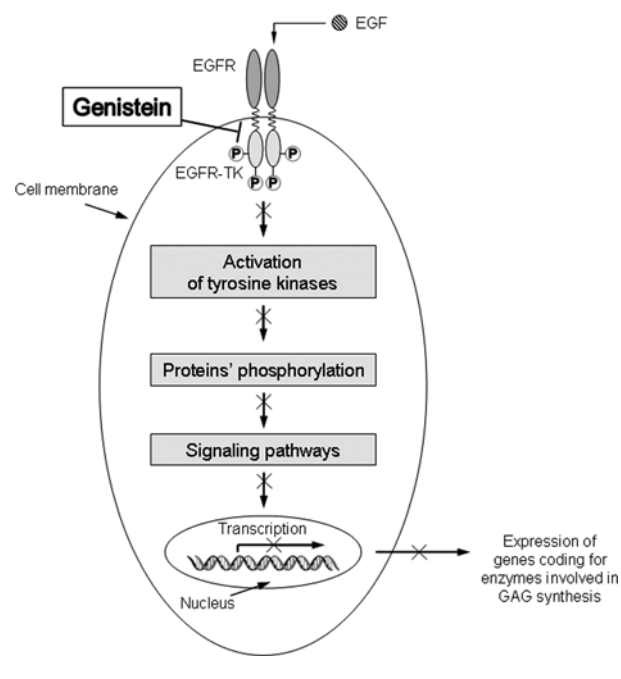 EGF
EGFR
Genistein
P
P
EGFR-TK
P
P
Cell membrane
Activation
of tyrosine kinases
Proteins' phosphorylation
Signaling pathways
Transcription
Nucleus
Expression of
genes coding for
enzymes involved in
GAG synthesis